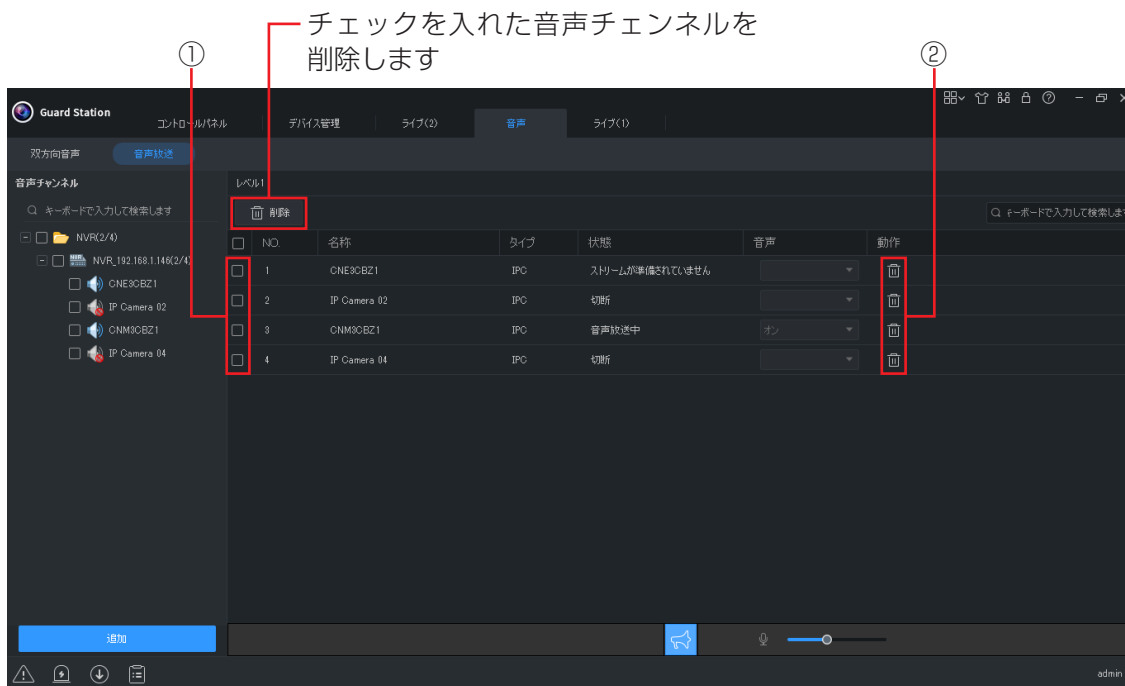 チェックを入れた音声チェンネルを
削除します
①
②
Guard Station
コントロールパネル
デバイス管理
ライブ(2)
音声
ライブ(1)
双方向音声
音声放送
音声チャンネル
レベル1
キーボードで入力して検索します
削除
キーボードで入力して検索しま
NVR(2/4)
NVR_192.168.1.146(2/4)
CNE3CBZ1
IP Camera 02
CNM3CBZ1
IP Camera 04
NO. 名称 タイプ 状態 音声 動作
1 CNE3CBZ1 IPC ストリームが準備されていません
2 IP Camera 02 IPC 切断
3 CNM3CBZ1 IPC 音声放送中 オン
4 IP Camera 04 IPC 切断
追加
admin